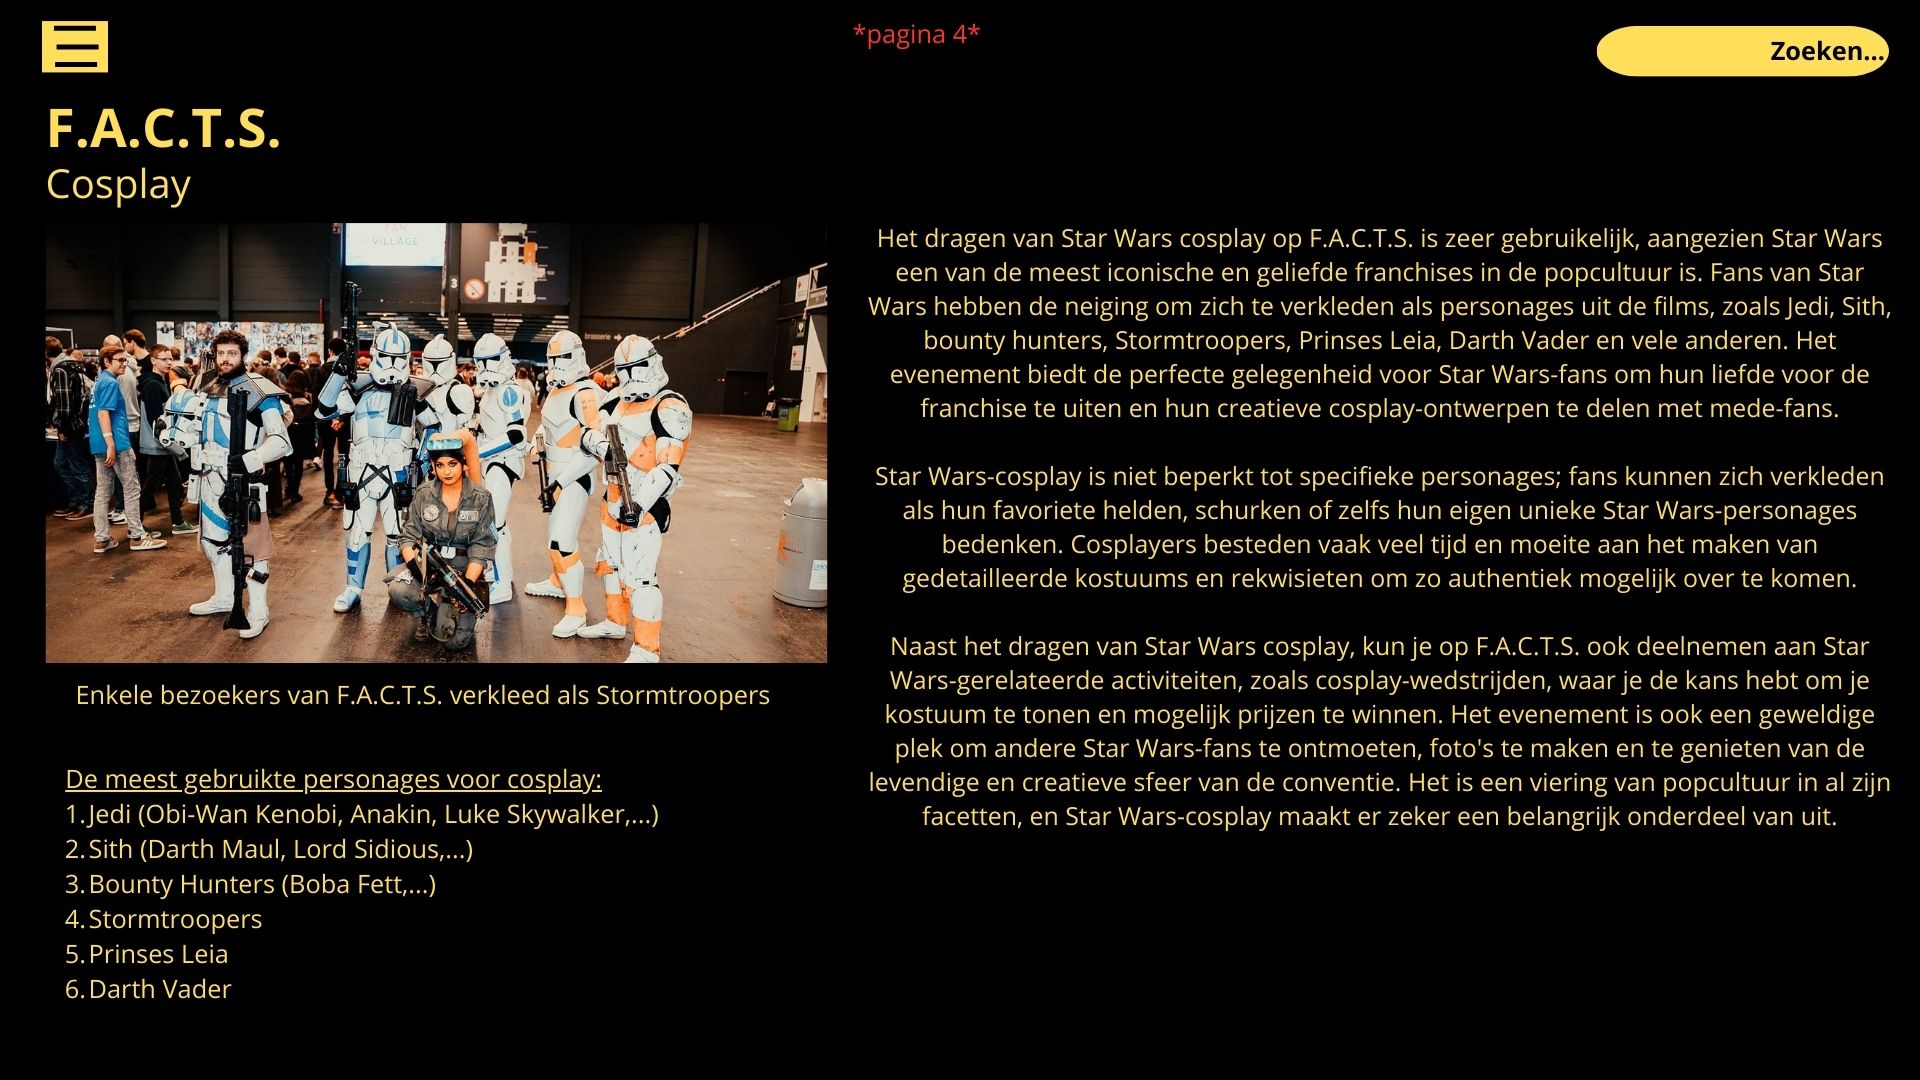 *pagina 4*
Zoeken...
F.A.C.T.S.
Cosplay
FAN
VILLAGE
3
brasserie
Enkele bezoekers van F.A.C.T.S. verkleed als Stormtroopers
De meest gebruikte personages voor cosplay:
1. Jedi (Obi-Wan Kenobi, Anakin, Luke Skywalker,...)
2. Sith (Darth Maul, Lord Sidious,...)
3. Bounty Hunters (Boba Fett,...)
4. Stormtroopers
5. Prinses Leia
6. Darth Vader
Het dragen van Star Wars cosplay op F.A.C.T.S. is zeer gebruikelijk, aangezien Star Wars
een van de meest iconische en geliefde franchises in de popcultuur is. Fans van Star
Wars hebben de neiging om zich te verkleden als personages uit de films, zoals Jedi, Sith,
bounty hunters, Stormtroopers, Prinses Leia, Darth Vader en vele anderen. Het
evenement biedt de perfecte gelegenheid voor Star Wars-fans om hun liefde voor de
franchise te uiten en hun creatieve cosplay-ontwerpen te delen met mede-fans.
Star Wars-cosplay is niet beperkt tot specifieke personages; fans kunnen zich verkleden
als hun favoriete helden, schurken of zelfs hun eigen unieke Star Wars-personages
bedenken. Cosplayers besteden vaak veel tijd en moeite aan het maken van
gedetailleerde kostuums en rekwisieten om zo authentiek mogelijk over te komen.
Naast het dragen van Star Wars cosplay, kun je op F.A.C.T.S. ook deelnemen aan Star
Wars-gerelateerde activiteiten, zoals cosplay-wedstrijden, waar je de kans hebt om je
kostuum te tonen en mogelijk prijzen te winnen. Het evenement is ook een geweldige
plek om andere Star Wars-fans te ontmoeten, foto's te maken en te genieten van de
levendige en creatieve sfeer van de conventie. Het is een viering van popcultuur in al zijn
facetten, en Star Wars-cosplay maakt er zeker een belangrijk onderdeel van uit.